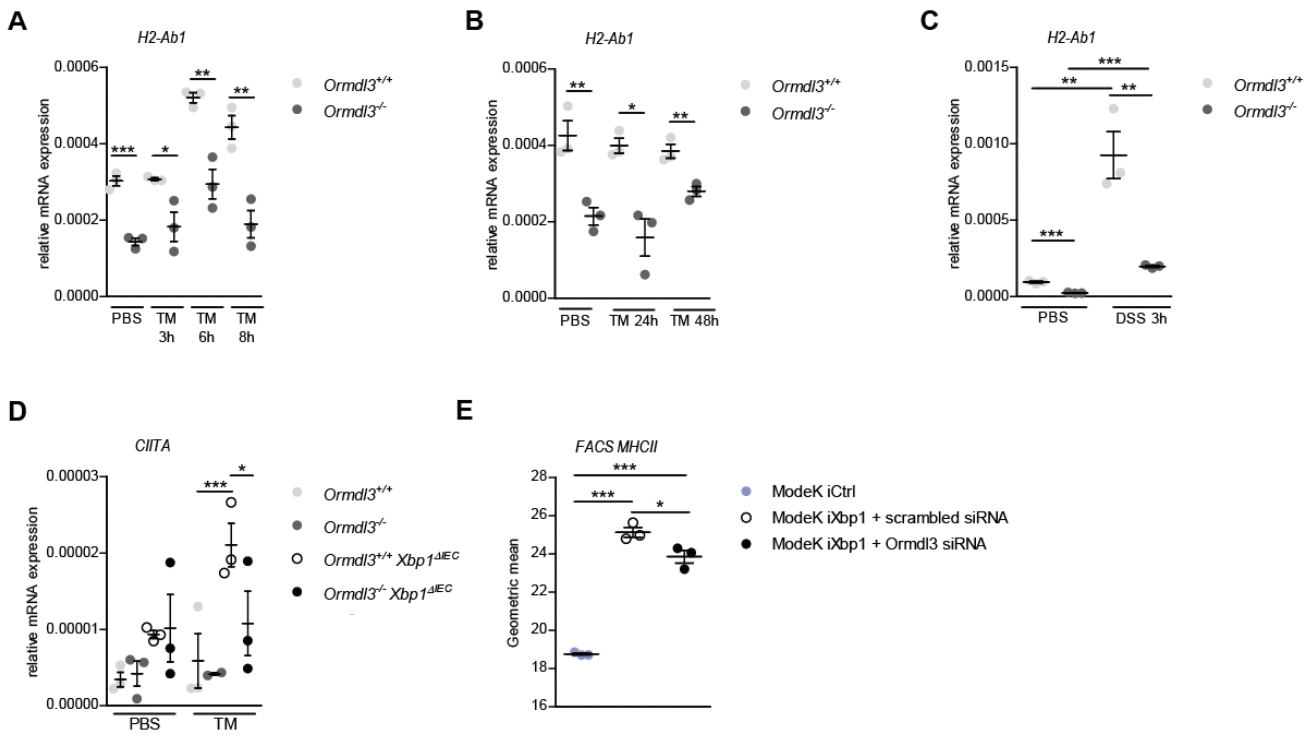 A
H2-Ab1
relative mRNA expression
0.0006
0.0004
0.0002
0.0000
*** * ** **
PBS TM 3h TM 6h TM 8h
Ormdl3+/+
Ormdl3-/-
B
H2-Ab1
relative mRNA expression
0.0006
0.0004
0.0002
0.0000
** * **
PBS TM 24h TM 48h
Ormdl3+/+
Ormdl3-/-
C
H2-Ab1
relative mRNA expression
0.0015
0.0010
0.0005
0.0000
***
** **
***
PBS DSS 3h
Ormdl3+/+
Ormdl3-/-
D
CIITA
relative mRNA expression
0.00003
0.00002
0.00001
0.00000
*** *
PBS TM
Ormdl3+/+
Ormdl3-/-
Ormdl3+/+ Xbp1ΔIEC
Ormdl3-/- Xbp1ΔIEC
E
FACS MHCII
Geometric mean
28
26
24
22
20
18
16
***
***
*
ModeK iCtrl
ModeK iXbp1 + scrambled siRNA
ModeK iXbp1 + Ormdl3 siRNA